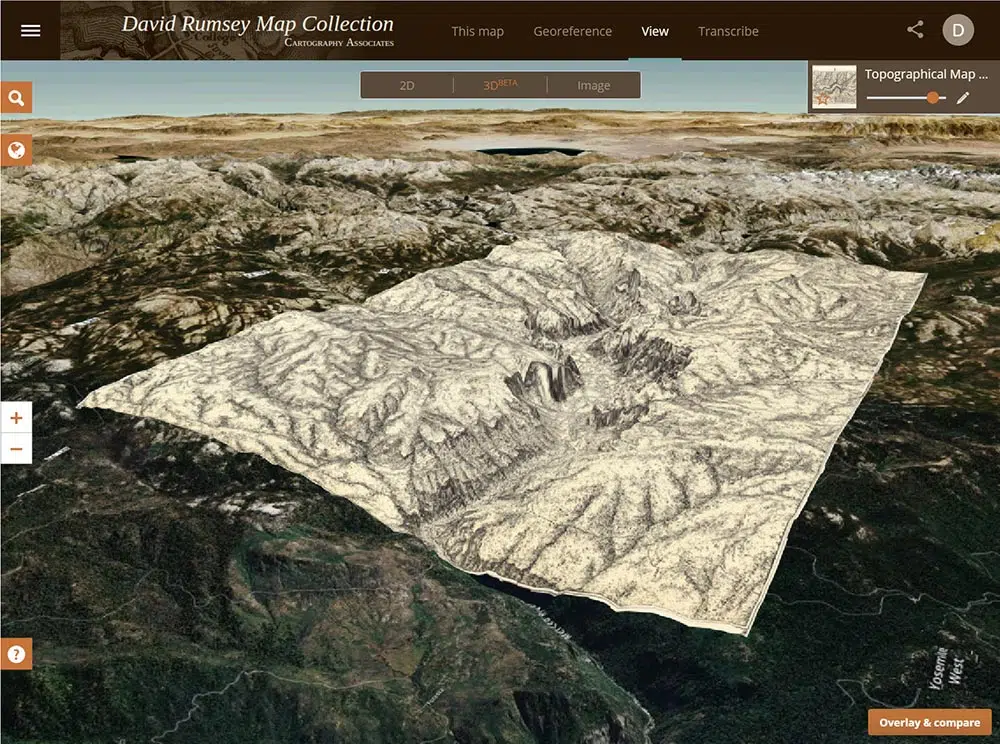 David Rumsey Map Collection
Cartography Associates
This map
Georeference
View
Transcribe
D
2D
3D BETA
Image
Topographical Map ...
+
−
?
Yosemite
West
Overlay & compare